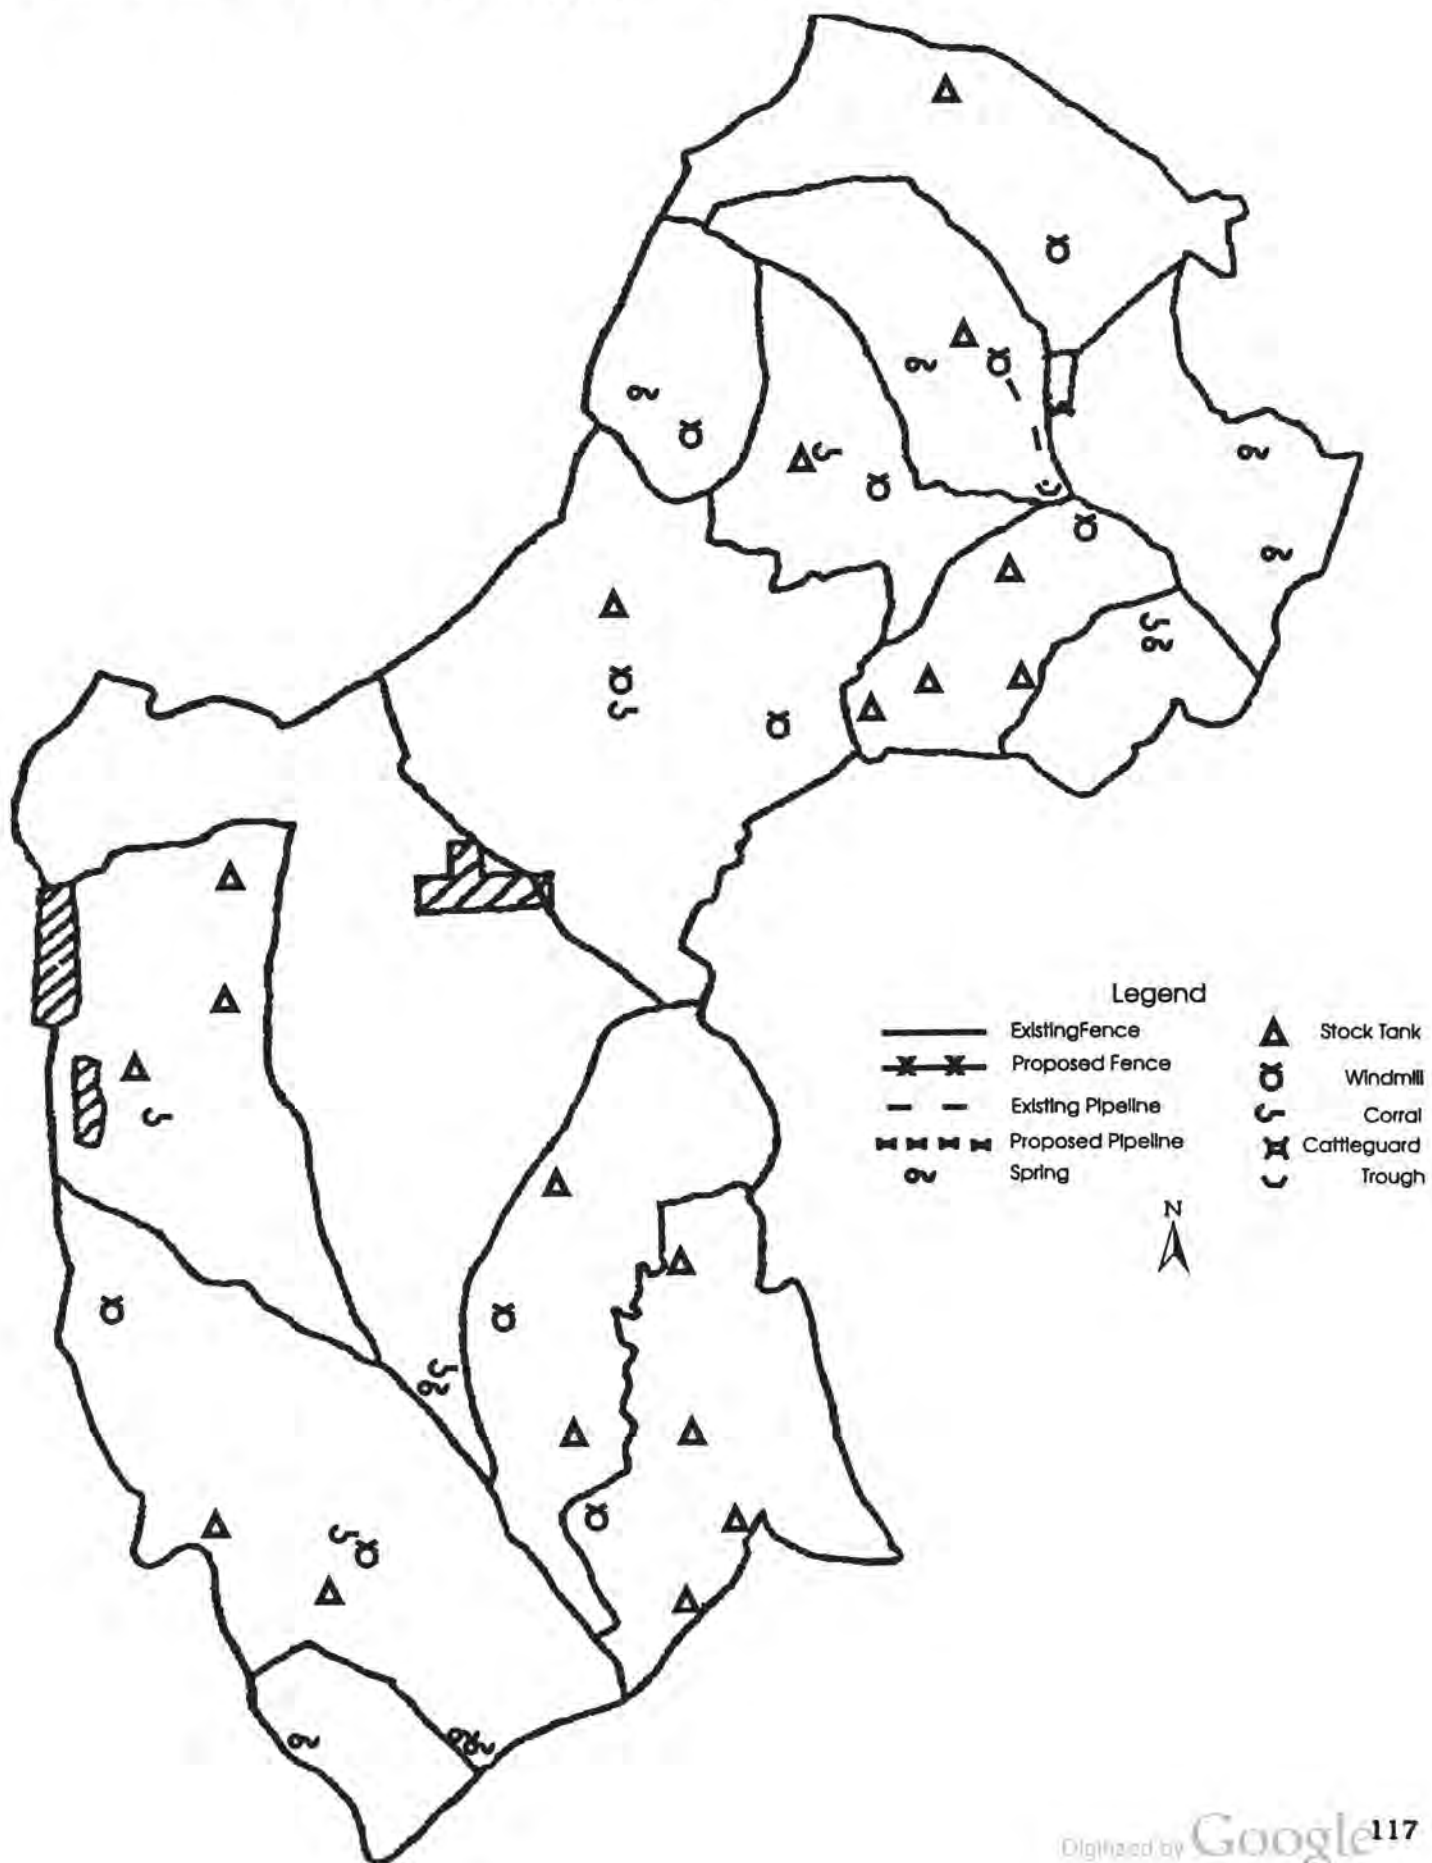 Legend
ExistingFence
Proposed Fence
Existing Pipeline
Proposed Pipeline
Spring
Stock Tank
Windmill
Corral
Cattleguard
Trough
N
Digitized by Google
117